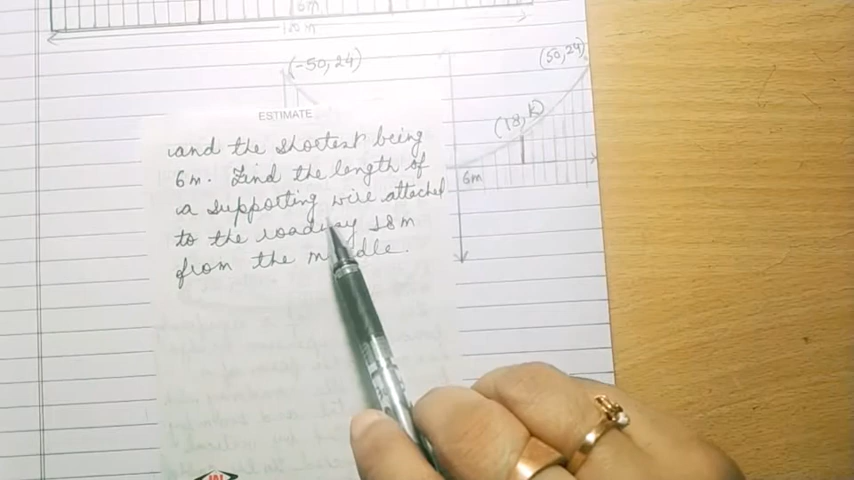 6m
100m
(-50,24)
(50,24)
(18,k)
6m
ESTIMATE
and the shortest being
6m. Find the length of
a supporting wire attached
to the roadway 18m
from the middle.